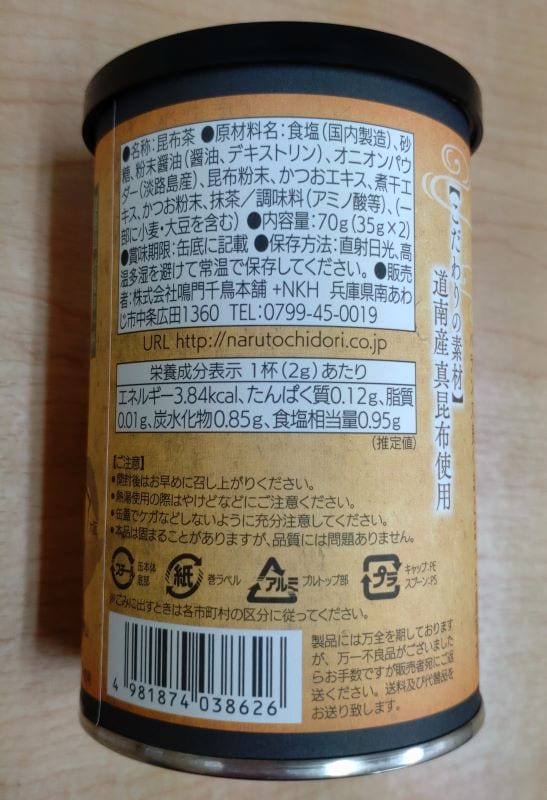 ●名称:昆布茶 ●原材料名:食塩(国内製造)、砂
糖、粉末醤油(醤油、デキストリン)、オニオンパウ
ダー(淡路島産)、昆布粉末、かつおエキス、煮干エ
キス、かつお粉末、抹茶／調味料(アミノ酸等)、(一
部に小麦・大豆を含む) ●内容量:70g(35g×2)
●賞味期限:缶底に記載 ●保存方法:直射日光、高
温多湿を避けて常温で保存してください。●販売
者:株式会社鳴門千鳥本舗 +NKH 兵庫県南あわ
じ市中条広田1360 TEL:0799-45-0019
URL http://narutochidori.co.jp
栄養成分表示 1杯(2g)あたり
エネルギー3.84kcal、たんぱく質0.12g、脂質
0.01g、炭水化物0.85g、食塩相当量0.95g
(推定値)
【ご注意】
•開封後はお早めに召し上がりください。
•熱湯使用の際はやけどなどにご注意ください。
•缶蓋でケガなどしないように充分注意してください。
•本品は固まることがありますが、品質には問題ありません。
スチール 缶本体 底部
紙 巻ラベル
アルミ プルトップ部
プラ キャップ:PE スプーン:PS
※ごみに出すときは各市町村の区分に従ってください。
4 981874 038626
製品には万全を期しております
が、万一不良品がございました
らお手数ですが販売者宛にご返
送ください。送料及び代替品を
お送り致します。
【こだわりの素材】
道南産真昆布使用